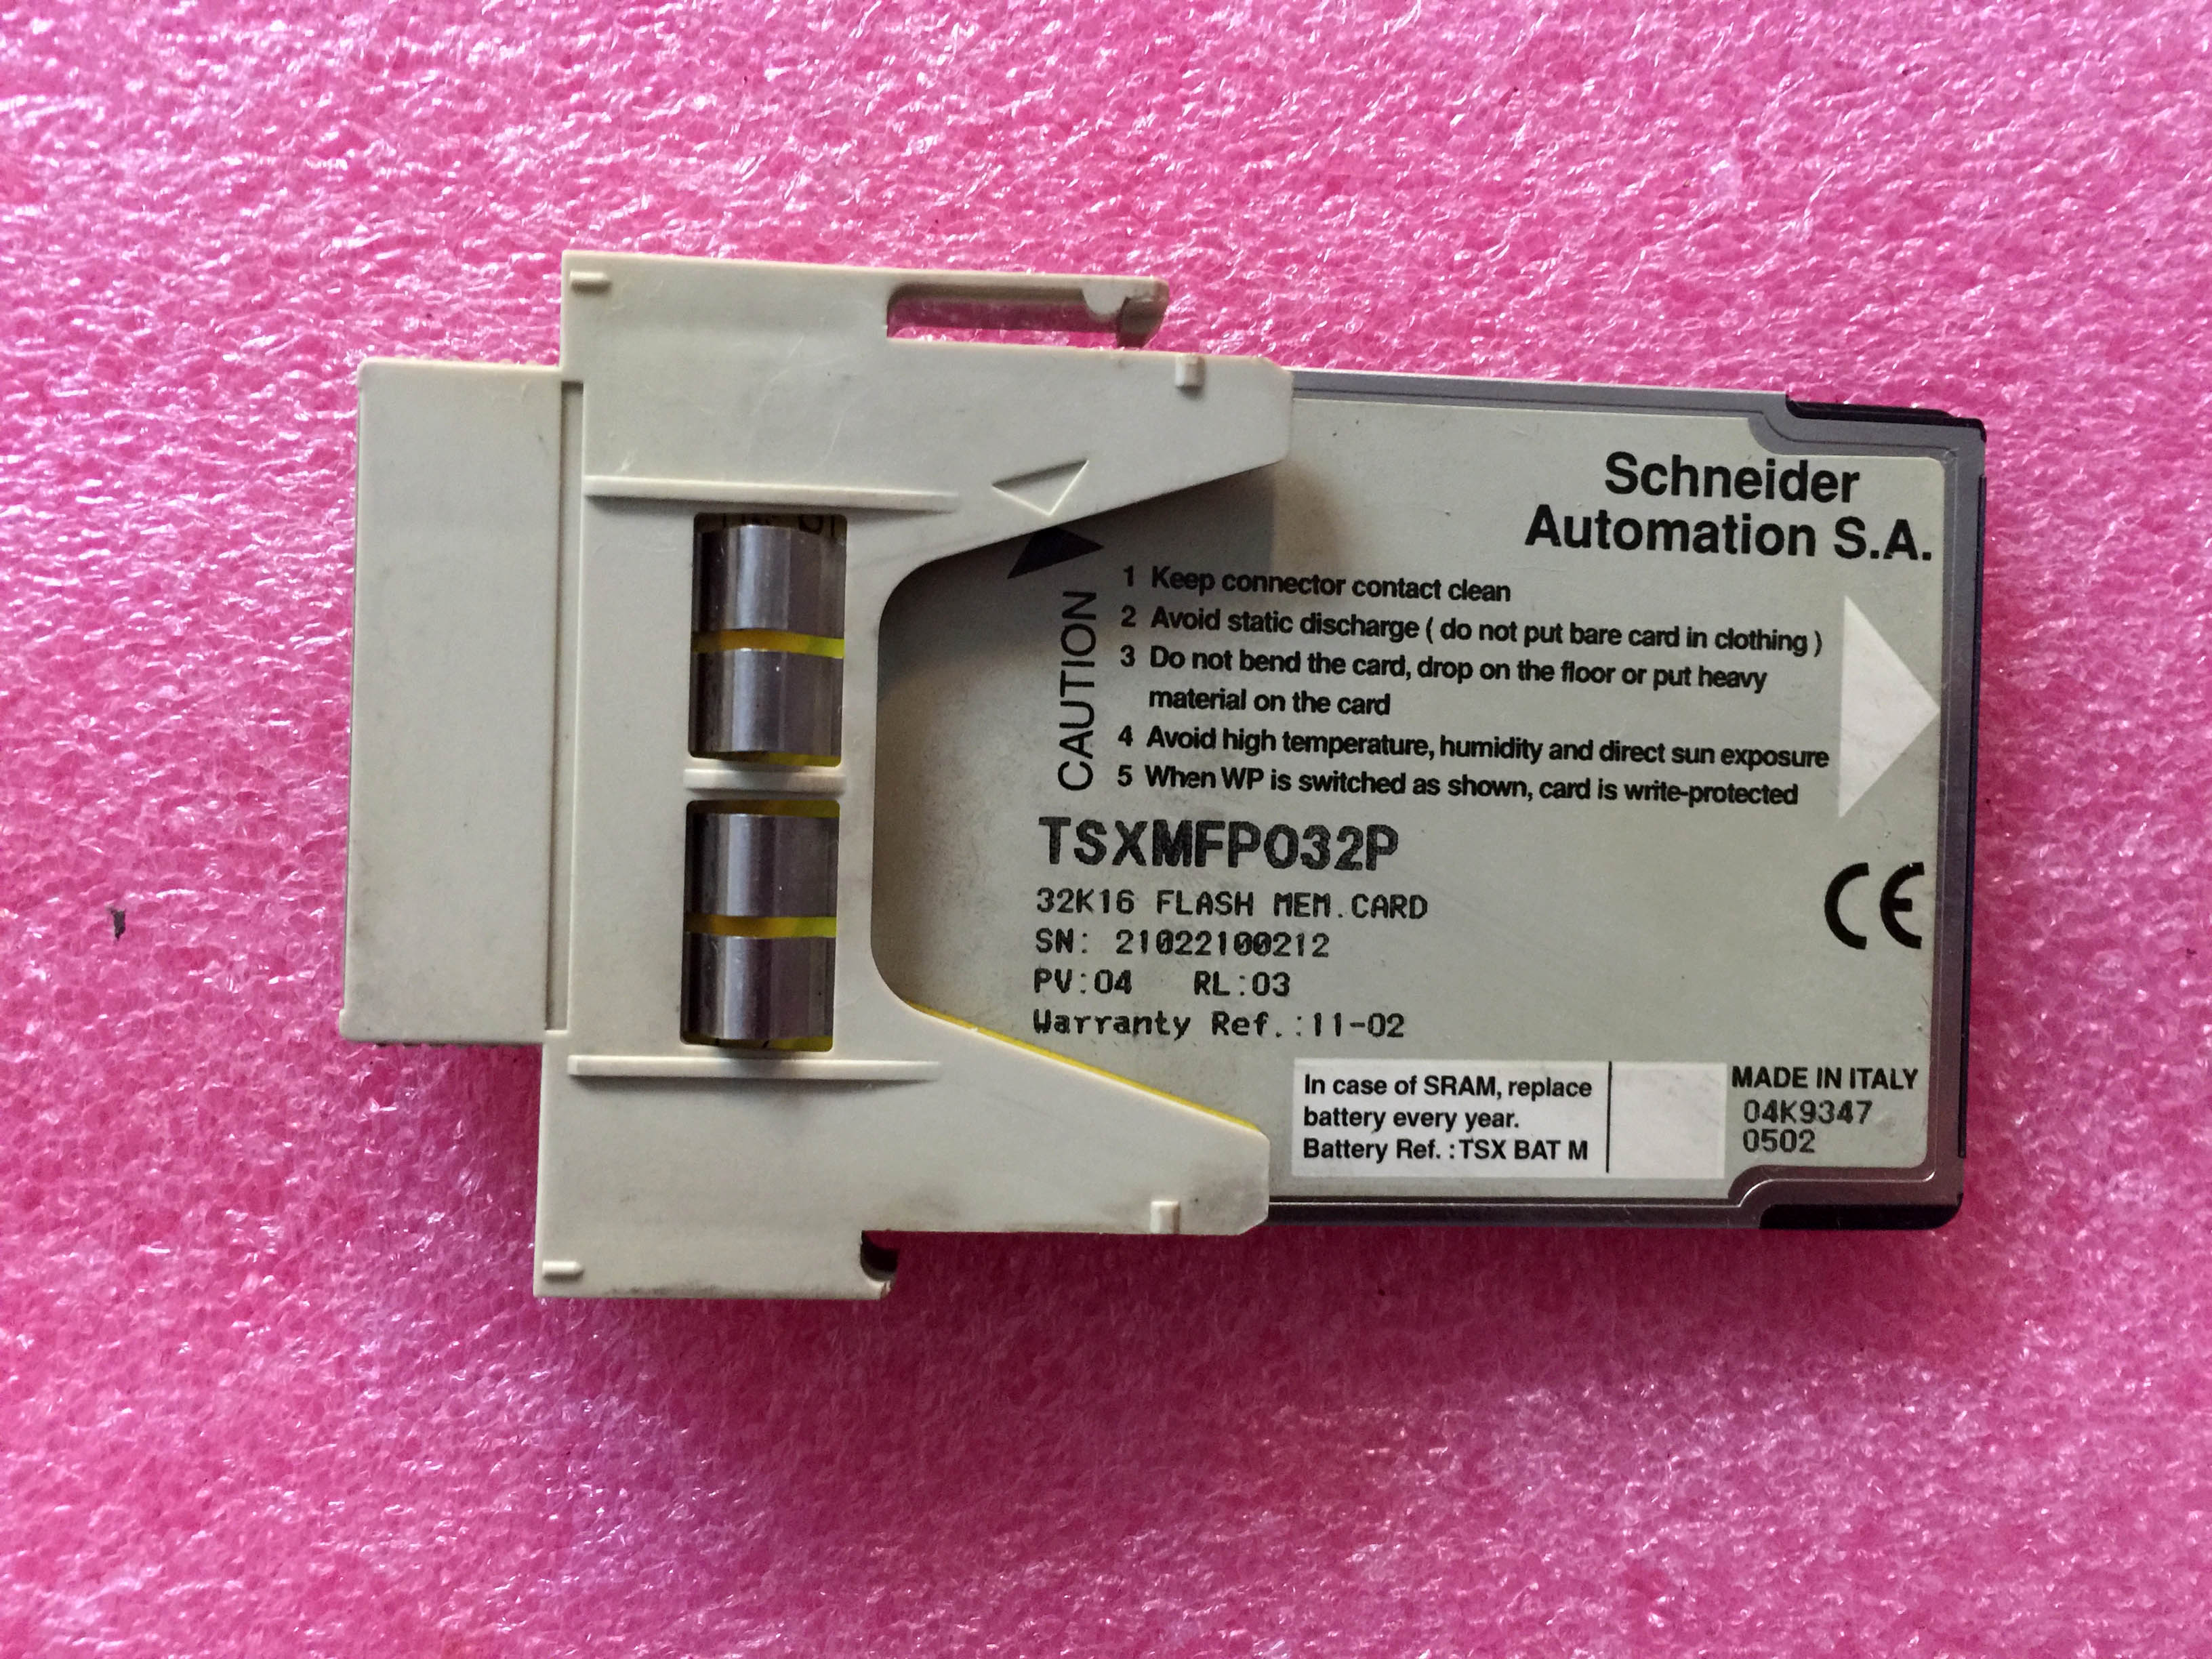 Schneider
Automation S.A.
CAUTION
1 Keep connector contact clean
2 Avoid static discharge ( do not put bare card in clothing )
3 Do not bend the card, drop on the floor or put heavy
material on the card
4 Avoid high temperature, humidity and direct sun exposure
5 When WP is switched as shown, card is write-protected
TSXMFP032P
32K16 FLASH MEM.CARD
SN: 21022100212
PV:04 RL:03
Warranty Ref.:11-02
CE
In case of SRAM, replace
battery every year.
Battery Ref. : TSX BAT M
MADE IN ITALY
04K9347
0502